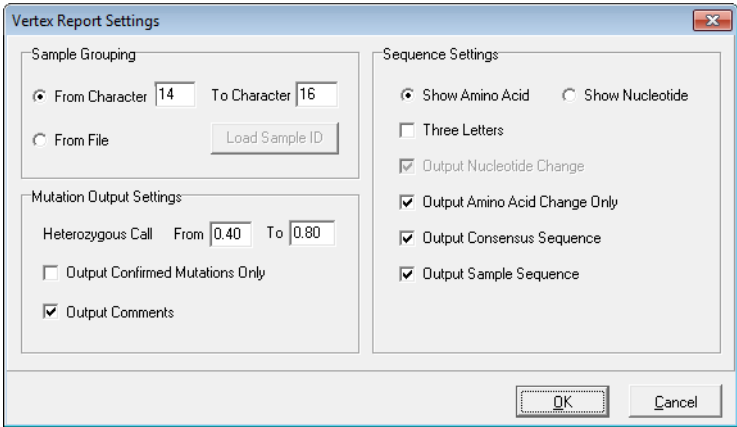 Vertex Report Settings
Sample Grouping
From Character 14 To Character 16
From File Load Sample ID
Mutation Output Settings
Heterozygous Call From 0.40 To 0.80
Output Confirmed Mutations Only
Output Comments
Sequence Settings
Show Amino Acid Show Nucleotide
Three Letters
Output Nucleotide Change
Output Amino Acid Change Only
Output Consensus Sequence
Output Sample Sequence
OK Cancel